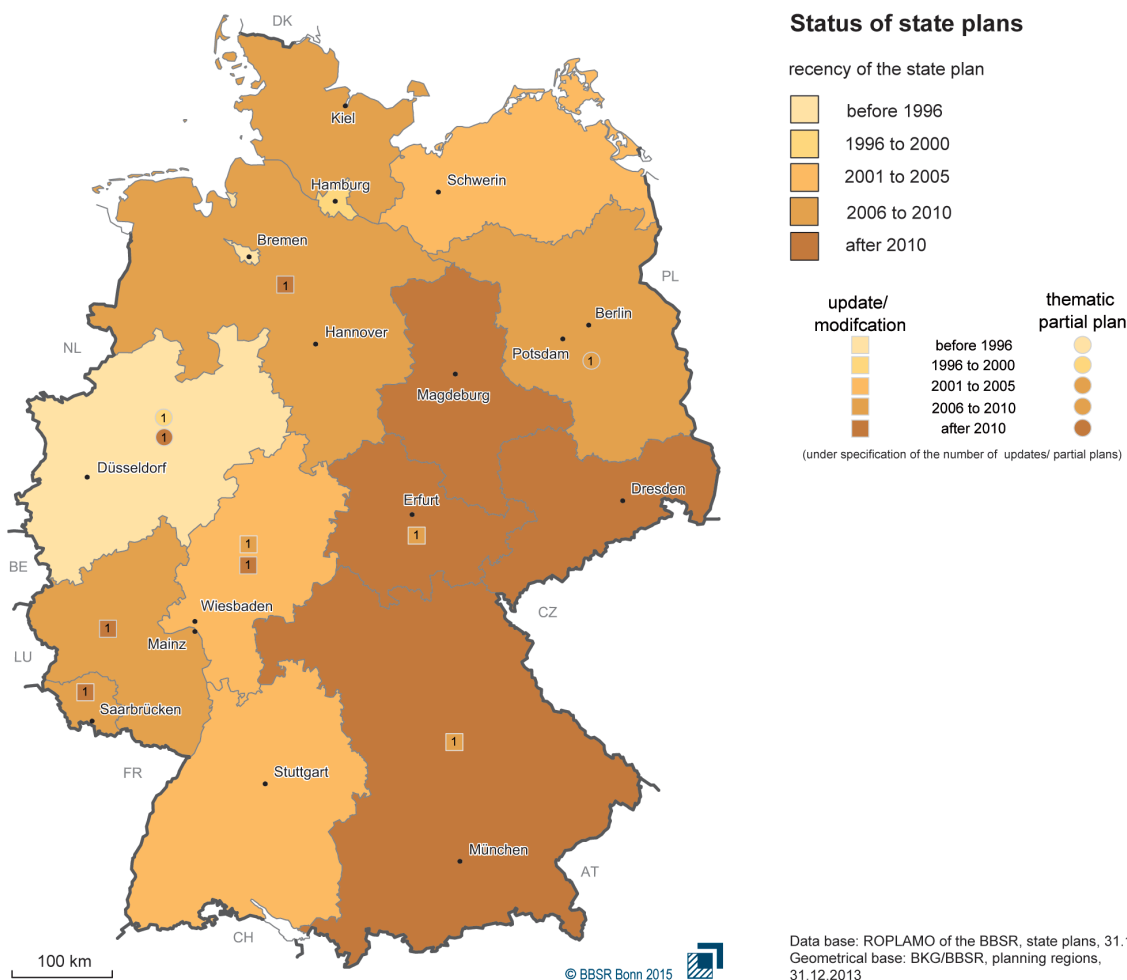 DK
Kiel
Hamburg
Schwerin
Bremen
1
PL
Berlin
Hannover
Potsdam
1
NL
Magdeburg
1
1
Düsseldorf
Dresden
Erfurt
1
1
1
BE
Wiesbaden
CZ
1
Mainz
LU
1
Saarbrücken
1
FR
Stuttgart
München
AT
CH
100 km
© BBSR Bonn 2015
Status of state plans
recency of the state plan
before 1996
1996 to 2000
2001 to 2005
2006 to 2010
after 2010
update/ thematic
modifcation partial plan
before 1996
1996 to 2000
2001 to 2005
2006 to 2010
after 2010
(under specification of the number of updates/ partial plans)
Data base: ROPLAMO of the BBSR, state plans, 31.
Geometrical base: BKG/BBSR, planning regions,
31.12.2013